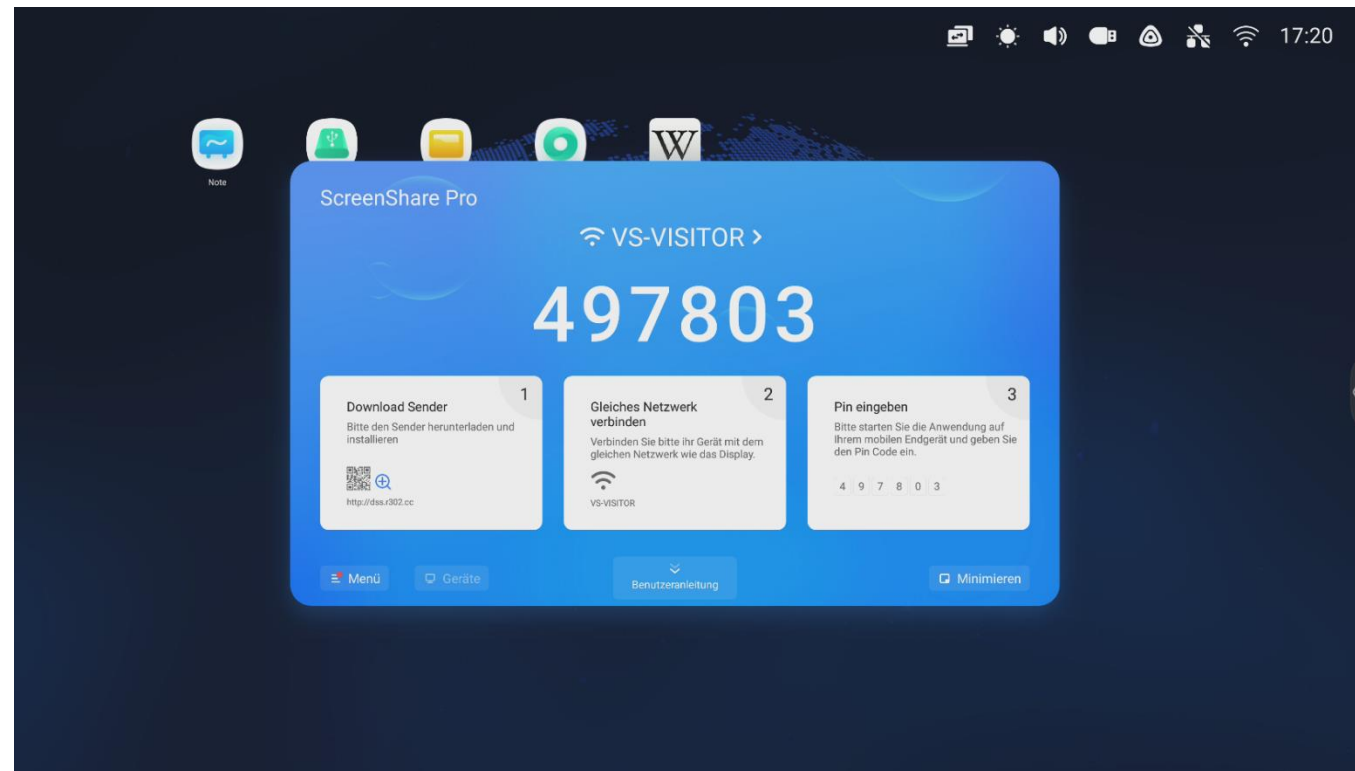 17:20
W
Note
ScreenShare Pro
VS-VISITOR >
497803
1
Download Sender
Bitte den Sender herunterladen und
installieren
http://dss.r302.cc
2
Gleiches Netzwerk
verbinden
Verbinden Sie bitte ihr Gerät mit dem
gleichen Netzwerk wie das Display.
VS-VISITOR
3
Pin eingeben
Bitte starten Sie die Anwendung auf
Ihrem mobilen Endgerät und geben Sie
den Pin Code ein.
4 9 7 8 0 3
Menü
Geräte
Benutzeranleitung
Minimieren